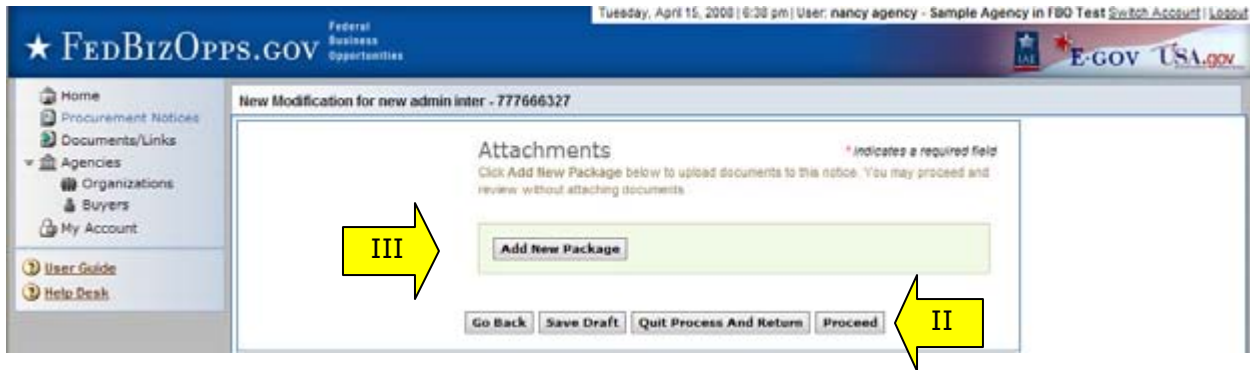 Tuesday, April 15, 2008 | 6:38 pm | User: nancy agency - Sample Agency in FBO Test Switch Account | Logout
★ FEDBIZOPPS.GOV
Federal
Business
Opportunities
IAE
E-GOV
USA.gov
Home
Procurement Notices
Documents/Links
Agencies
Organizations
Buyers
My Account
User Guide
Help Desk
New Modification for new admin inter - 777666327
Attachments
* indicates a required field
Click Add New Package below to upload documents to this notice. You may proceed and
review without attaching documents.
III
Add New Package
Go Back
Save Draft
Quit Process And Return
Proceed
II